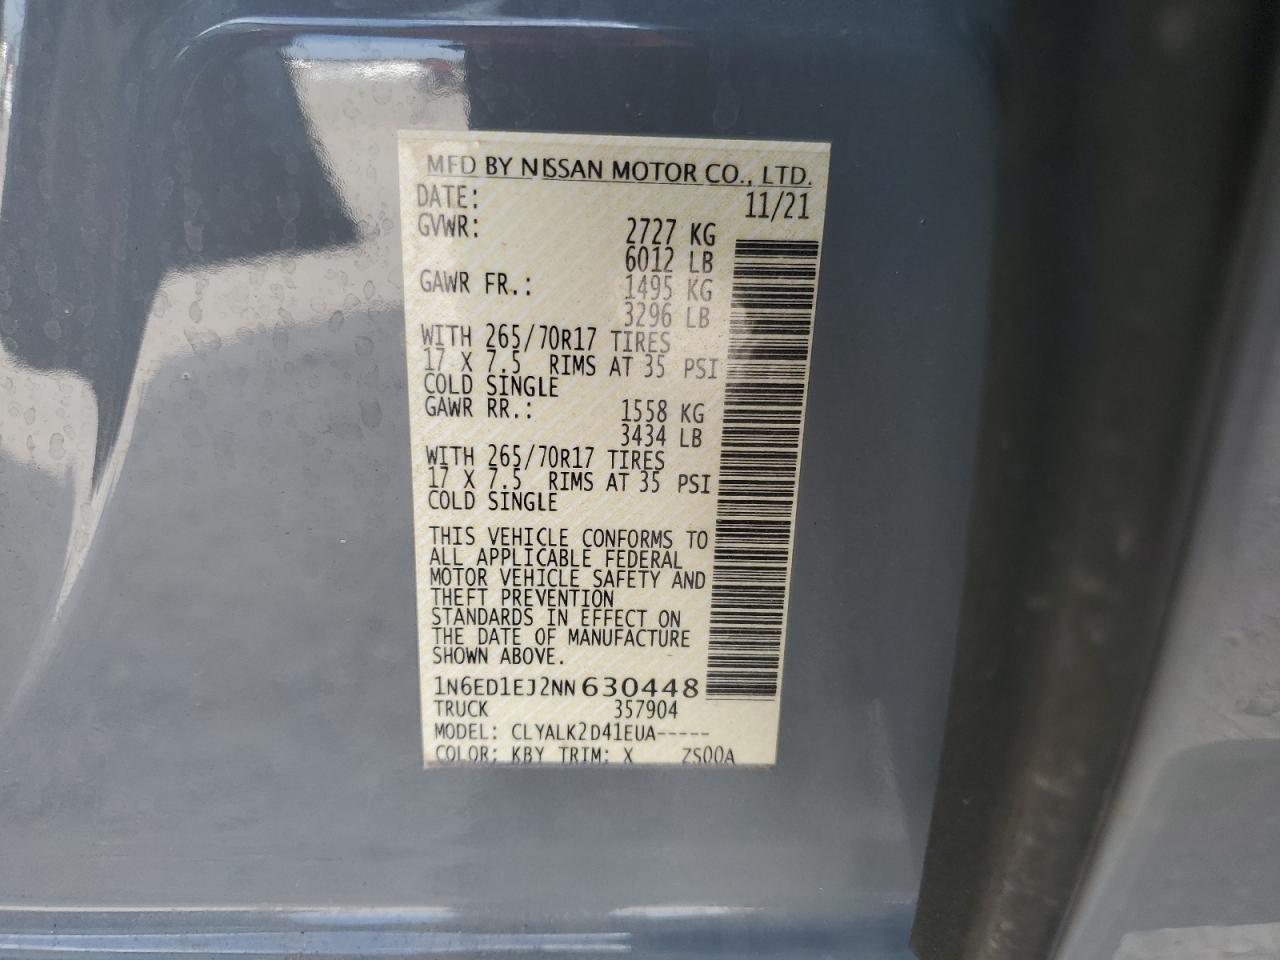 MFD BY NISSAN MOTOR CO., LTD.
DATE: 11/21
GVWR: 2727 KG
6012 LB
GAWR FR.: 1495 KG
3296 LB
WITH 265/70R17 TIRES
17 X 7.5 RIMS AT 35 PSI
COLD SINGLE
GAWR RR.: 1558 KG
3434 LB
WITH 265/70R17 TIRES
17 X 7.5 RIMS AT 35 PSI
COLD SINGLE
THIS VEHICLE CONFORMS TO
ALL APPLICABLE FEDERAL
MOTOR VEHICLE SAFETY AND
THEFT PREVENTION
STANDARDS IN EFFECT ON
THE DATE OF MANUFACTURE
SHOWN ABOVE.
1N6ED1EJ2NN630448
TRUCK 357904
MODEL: CLYALK2D41EUA-----
COLOR: KBY TRIM: X ZS00A